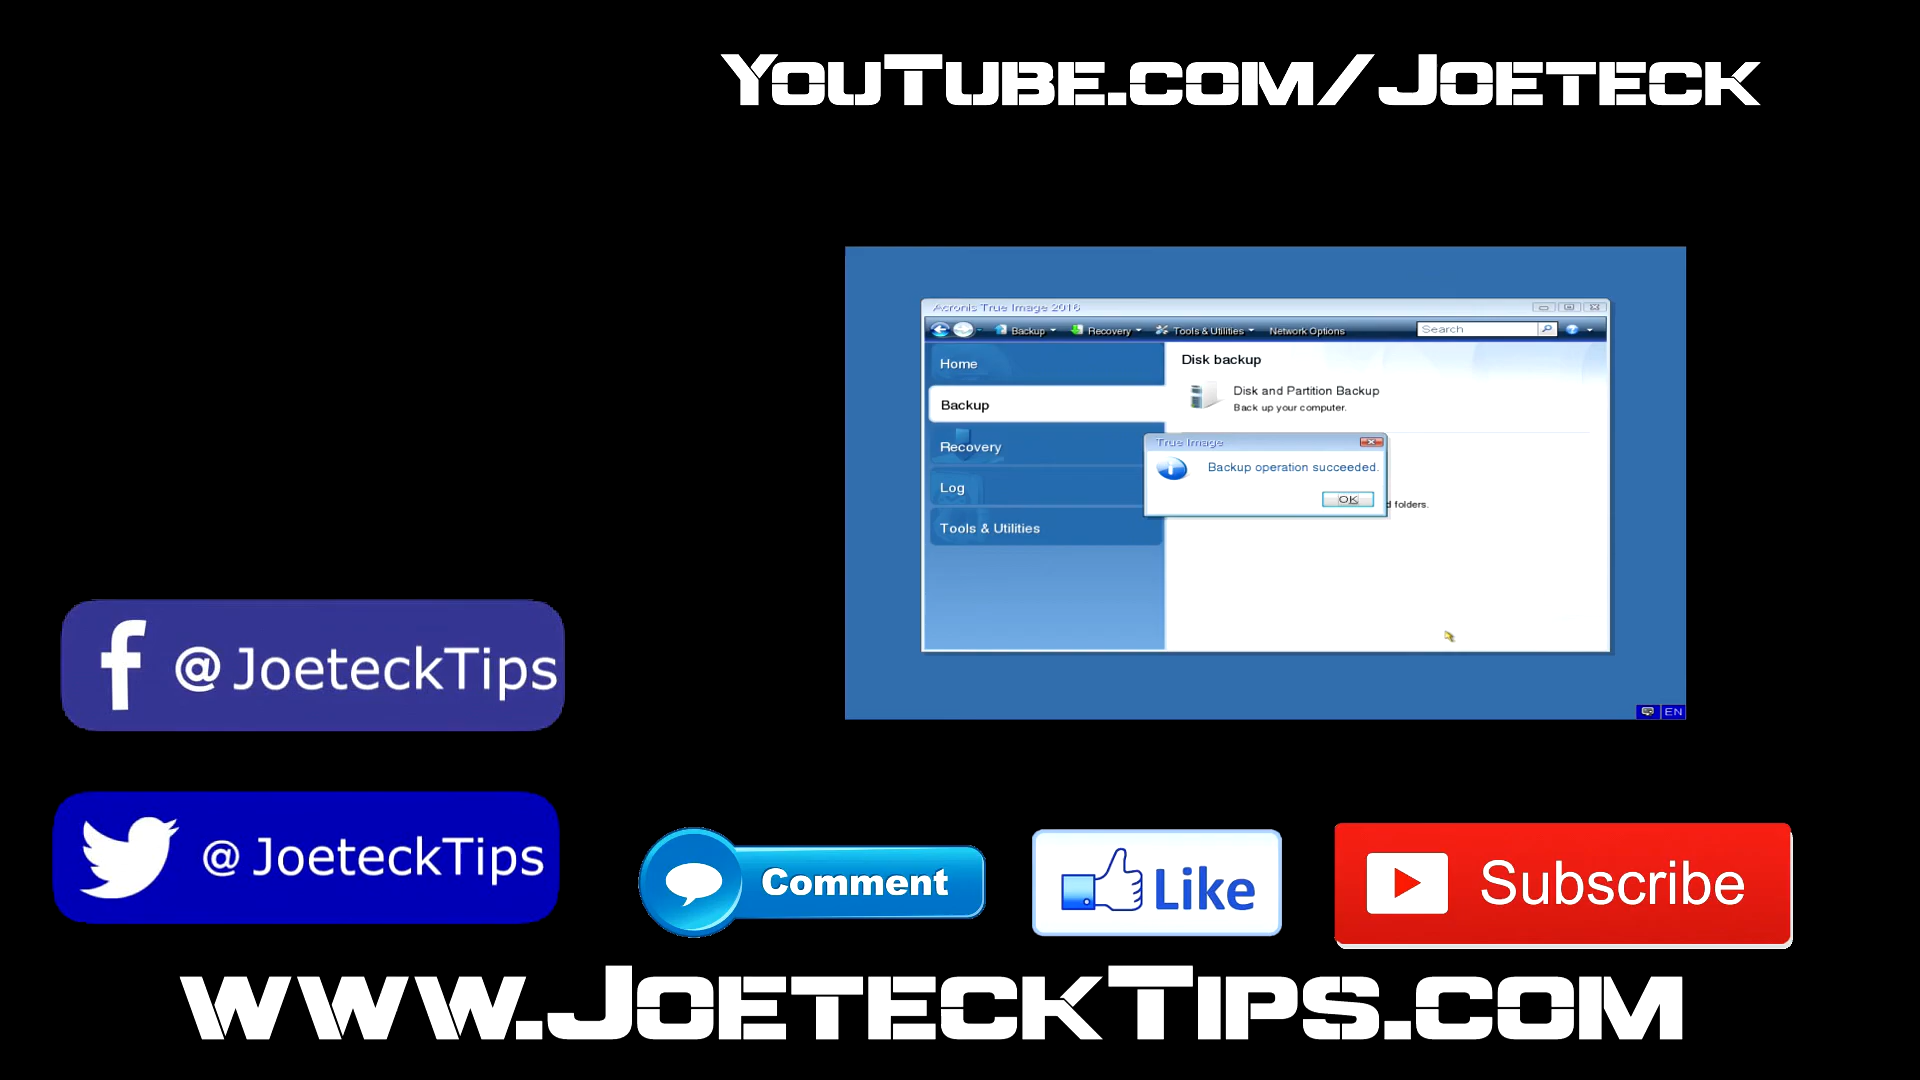 YouTube.com/Joeteck
Acronis True Image 2016
Backup Recovery Tools & Utilities Network Options Search
Home
Backup
Recovery
Log
Tools & Utilities
Disk backup
Disk and Partition Backup
Back up your computer.
True Image
Backup operation succeeded.
OK
d folders.
EN
f @JoeteckTips
@JoeteckTips
Comment
Like
Subscribe
www.JoeteckTips.com